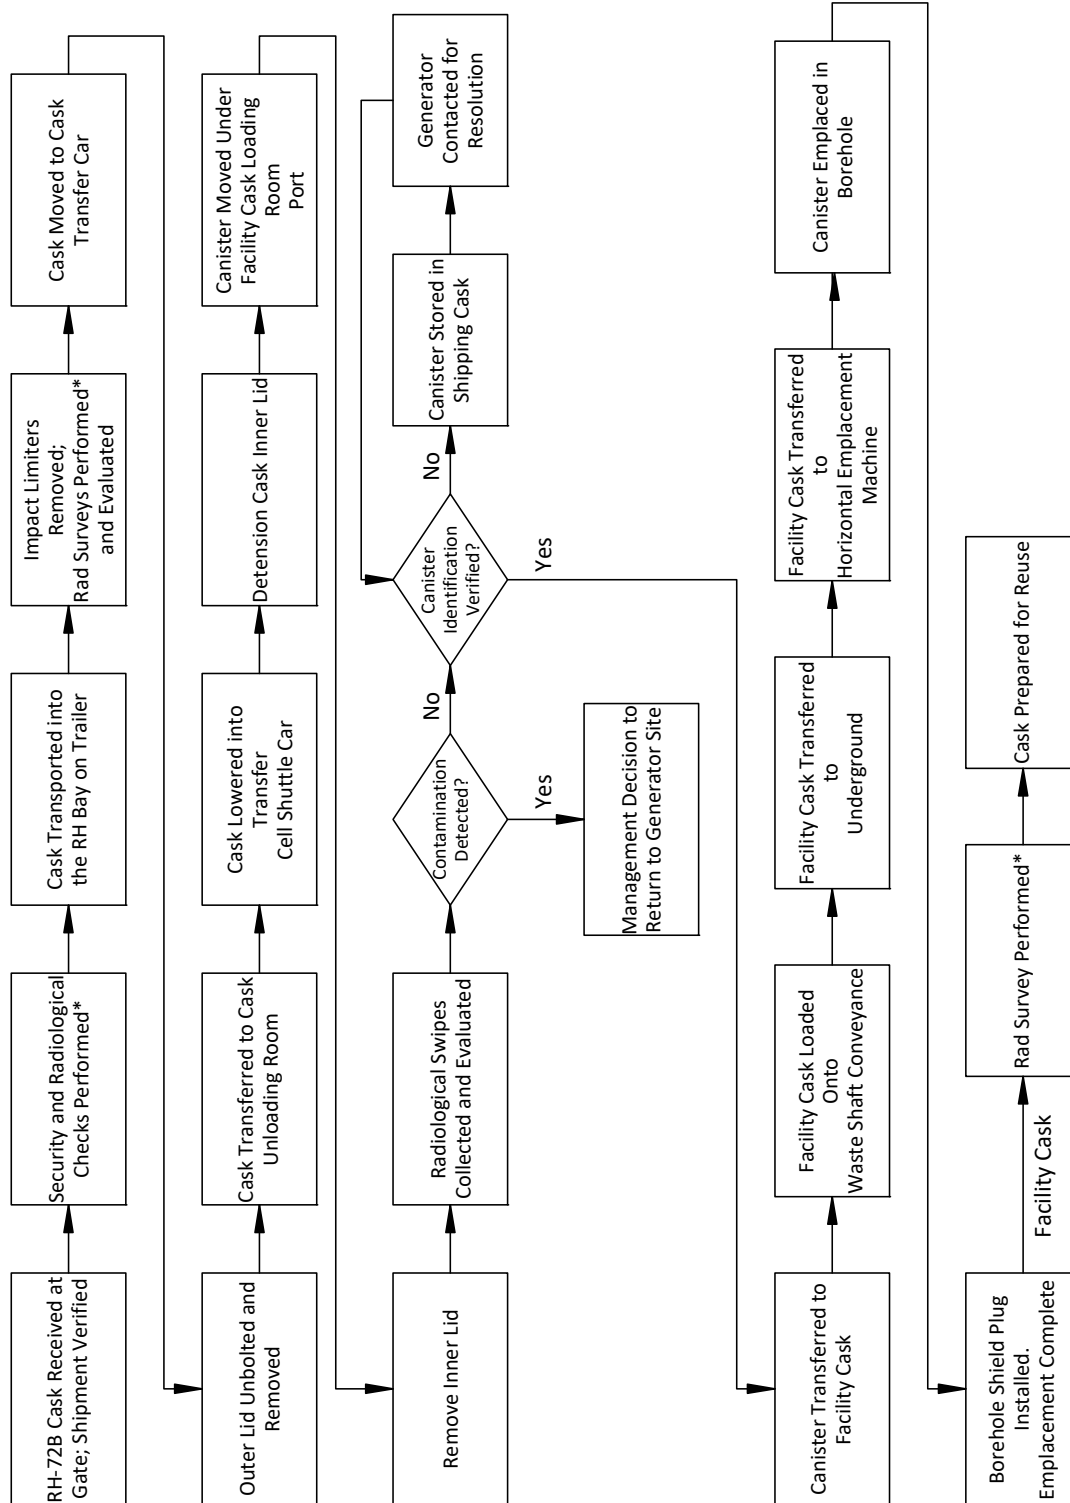 RH-72B Cask Received at
Gate; Shipment Verified
Security and Radiological
Checks Performed*
Cask Transported into
the RH Bay on Trailer
Impact Limiters
Removed;
Rad Surveys Performed*
and Evaluated
Cask Moved to Cask
Transfer Car
Outer Lid Unbolted and
Removed
Cask Transferred to Cask
Unloading Room
Cask Lowered into
Transfer
Cell Shuttle Car
Detension Cask Inner Lid
Canister Moved Under
Facility Cask Loading
Room
Port
Remove Inner Lid
Radiological Swipes
Collected and Evaluated
Contamination
Detected?
No
Yes
Management Decision to
Return to Generator Site
Canister
Identification
Verified?
No
Yes
Canister Stored in
Shipping Cask
Generator
Contacted for
Resolution
Canister Transferred to
Facility Cask
Facility Cask Loaded
Onto
Waste Shaft Conveyance
Facility Cask Transferred
to
Underground
Facility Cask Transferred
to
Horizontal Emplacement
Machine
Canister Emplaced in
Borehole
Borehole Shield Plug
Installed.
Emplacement Complete
Facility Cask
Rad Survey Performed*
Cask Prepared for Reuse